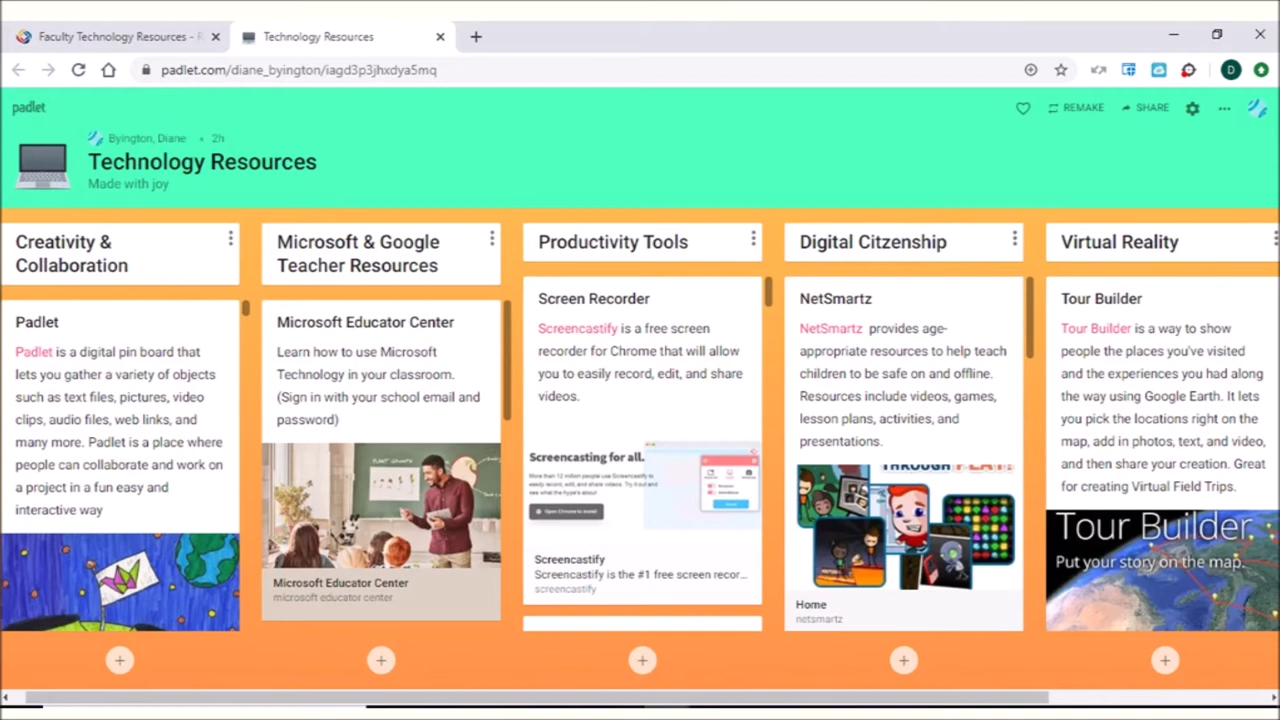 Faculty Technology Resources - R
Technology Resources
padlet.com/diane_byington/iagd3p3jhxdya5mq
D
padlet
REMAKE
SHARE
Byington, Diane • 2h
Technology Resources
Made with joy
Creativity &
Collaboration
Padlet
Padlet is a digital pin board that
lets you gather a variety of objects
such as text files, pictures, video
clips, audio files, web links, and
many more. Padlet is a place where
people can collaborate and work on
a project in a fun easy and
interactive way
Microsoft & Google
Teacher Resources
Microsoft Educator Center
Learn how to use Microsoft
Technology in your classroom.
(Sign in with your school email and
password)
PLANT GROWTH
Microsoft Educator Center
microsoft educator center
Productivity Tools
Screen Recorder
Screencastify is a free screen
recorder for Chrome that will allow
you to easily record, edit, and share
videos.
Screencasting for all.
More than 12 million people use Screencastify to
easily record, edit, and share videos. Try it out and
see what the hype's about!
Open Chrome to install
Screencastify
Screencastify is the #1 free screen recor...
screencastify
Digital Citzenship
NetSmartz
NetSmartz provides age-
appropriate resources to help teach
children to be safe on and offline.
Resources include videos, games,
lesson plans, activities, and
presentations.
THROUGH PLAY!
Home
netsmartz
Virtual Reality
Tour Builder
Tour Builder is a way to show
people the places you've visited
and the experiences you had along
the way using Google Earth. It lets
you pick the locations right on the
map, add in photos, text, and video,
and then share your creation. Great
for creating Virtual Field Trips.
Tour Builder.
Put your story on the map.